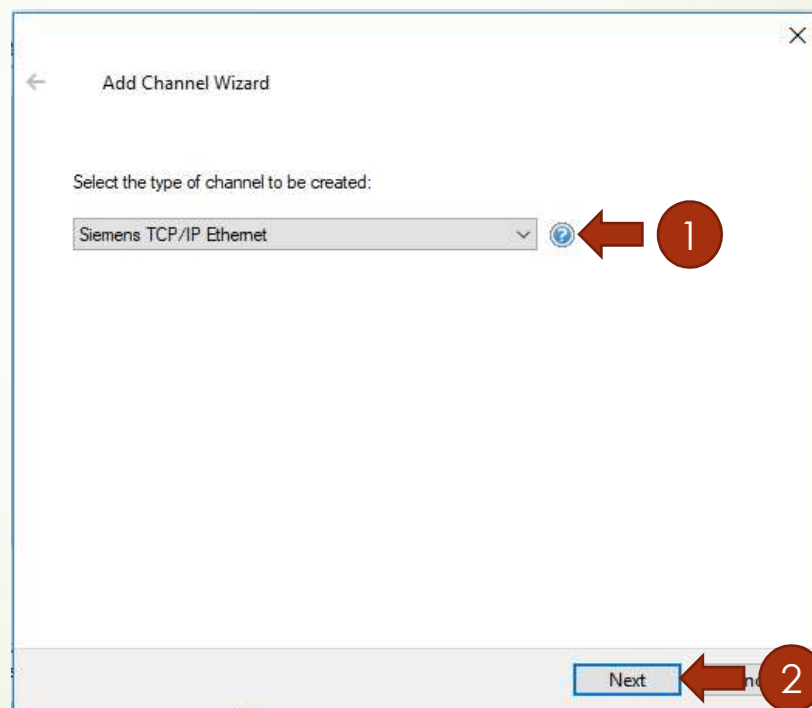 Add Channel Wizard
Select the type of channel to be created:
Siemens TCP/IP Ethernet
?
1
Next
2